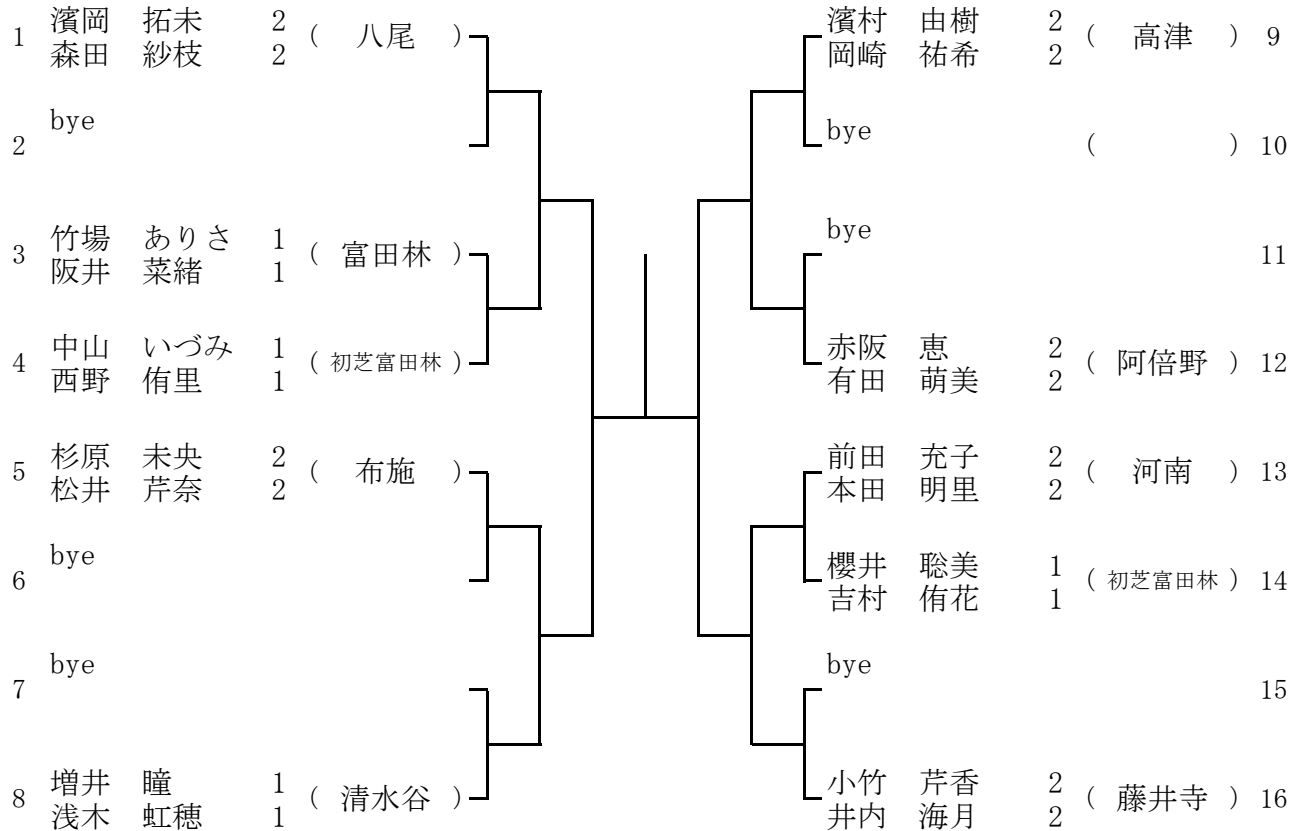 1 濱岡 拓未 2 ( 八尾 )
森田 紗枝 2
2 bye
3 竹場 ありさ 1 ( 富田林 )
阪井 菜緒 1
4 中山 いづみ 1 ( 初芝富田林 )
西野 侑里 1
5 杉原 未央 2 ( 布施 )
松井 芹奈 2
6 bye
7 bye
8 増井 瞳 1 ( 清水谷 )
浅木 虹穂 1
濱村 由樹 2 ( 高津 ) 9
岡崎 祐希 2
bye ( ) 10
bye 11
赤阪 恵 2 ( 阿倍野 ) 12
有田 萌美 2
前田 充子 2 ( 河南 ) 13
本田 明里 2
櫻井 聡美 1 ( 初芝富田林 ) 14
吉村 侑花 1
bye 15
小竹 芹香 2 ( 藤井寺 ) 16
井内 海月 2